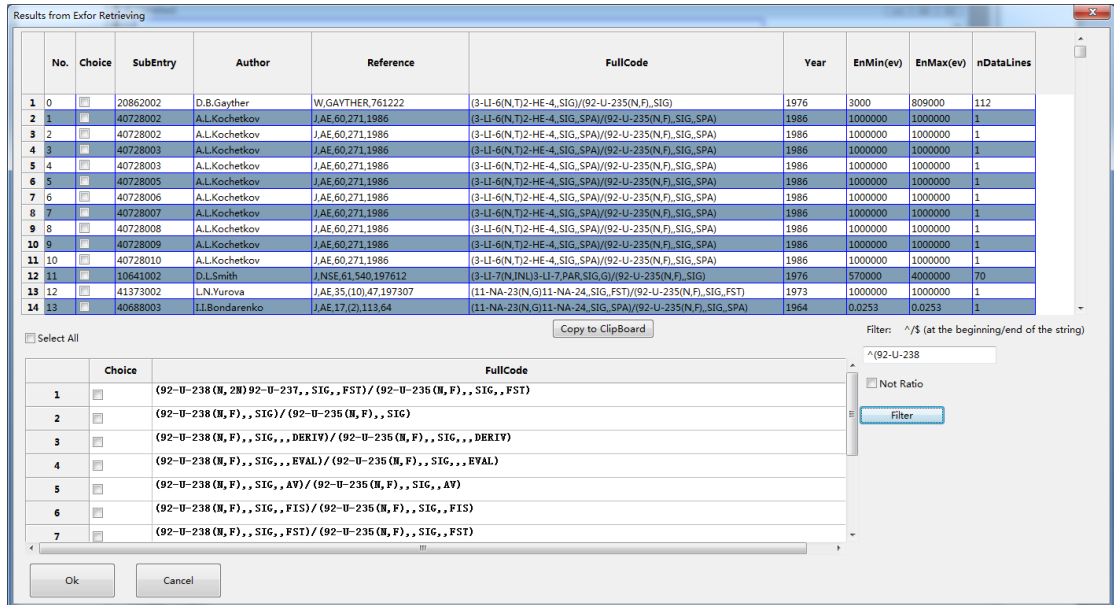 Results from Exfor Retrieving
No. Choice SubEntry Author Reference FullCode Year EnMin(ev) EnMax(ev) nDataLines
1 0 20862002 D.B.Gayther W,GAYTHER,761222 (3-LI-6(N,T)2-HE-4,,SIG)/(92-U-235(N,F),,SIG) 1976 3000 809000 112
2 1 40728002 A.L.Kochetkov J,AE,60,271,1986 (3-LI-6(N,T)2-HE-4,,SIG,,SPA)/(92-U-235(N,F),,SIG,,SPA) 1986 1000000 1000000 1
3 2 40728002 A.L.Kochetkov J,AE,60,271,1986 (3-LI-6(N,T)2-HE-4,,SIG,,SPA)/(92-U-235(N,F),,SIG,,SPA) 1986 1000000 1000000 1
4 3 40728003 A.L.Kochetkov J,AE,60,271,1986 (3-LI-6(N,T)2-HE-4,,SIG,,SPA)/(92-U-235(N,F),,SIG,,SPA) 1986 1000000 1000000 1
5 4 40728003 A.L.Kochetkov J,AE,60,271,1986 (3-LI-6(N,T)2-HE-4,,SIG,,SPA)/(92-U-235(N,F),,SIG,,SPA) 1986 1000000 1000000 1
6 5 40728005 A.L.Kochetkov J,AE,60,271,1986 (3-LI-6(N,T)2-HE-4,,SIG,,SPA)/(92-U-235(N,F),,SIG,,SPA) 1986 1000000 1000000 1
7 6 40728006 A.L.Kochetkov J,AE,60,271,1986 (3-LI-6(N,T)2-HE-4,,SIG,,SPA)/(92-U-235(N,F),,SIG,,SPA) 1986 1000000 1000000 1
8 7 40728007 A.L.Kochetkov J,AE,60,271,1986 (3-LI-6(N,T)2-HE-4,,SIG,,SPA)/(92-U-235(N,F),,SIG,,SPA) 1986 1000000 1000000 1
9 8 40728008 A.L.Kochetkov J,AE,60,271,1986 (3-LI-6(N,T)2-HE-4,,SIG,,SPA)/(92-U-235(N,F),,SIG,,SPA) 1986 1000000 1000000 1
10 9 40728009 A.L.Kochetkov J,AE,60,271,1986 (3-LI-6(N,T)2-HE-4,,SIG,,SPA)/(92-U-235(N,F),,SIG,,SPA) 1986 1000000 1000000 1
11 10 40728010 A.L.Kochetkov J,AE,60,271,1986 (3-LI-6(N,T)2-HE-4,,SIG,,SPA)/(92-U-235(N,F),,SIG,,SPA) 1986 1000000 1000000 1
12 11 10641002 D.L.Smith J,NSE,61,540,197612 (3-LI-7(N,INL)3-LI-7,PAR,SIG,G)/(92-U-235(N,F),,SIG) 1976 570000 4000000 70
13 12 41373002 L.N.Yurova J,AE,35,(10),47,197307 (11-NA-23(N,G)11-NA-24,,SIG,,FST)/(92-U-235(N,F),,SIG,,FST) 1973 1000000 1000000 1
14 13 40688003 I.I.Bondarenko J,AE,17,(2),113,64 (11-NA-23(N,G)11-NA-24,,SIG,,SPA)/(92-U-235(N,F),,SIG,,SPA) 1964 0.0253 0.0253 1
Select All
Copy to ClipBoard
Filter: ^/$ (at the beginning/end of the string)
^(92-U-238
Not Ratio
Filter
Choice FullCode
1 (92-U-238(N,2N)92-U-237,,SIG,,FST)/(92-U-235(N,F),,SIG,,FST)
2 (92-U-238(N,F),,SIG)/(92-U-235(N,F),,SIG)
3 (92-U-238(N,F),,SIG,,,DERIV)/(92-U-235(N,F),,SIG,,,DERIV)
4 (92-U-238(N,F),,SIG,,,EVAL)/(92-U-235(N,F),,SIG,,,EVAL)
5 (92-U-238(N,F),,SIG,,AV)/(92-U-235(N,F),,SIG,,AV)
6 (92-U-238(N,F),,SIG,,FIS)/(92-U-235(N,F),,SIG,,FIS)
7 (92-U-238(N,F),,SIG,,FST)/(92-U-235(N,F),,SIG,,FST)
Ok
Cancel